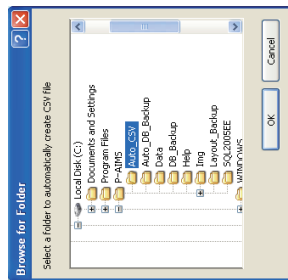 Browse for Folder
Select a folder to automatically create CSV file
Local Disk (C:)
Documents and Settings
Program Files
P-AIMS
Auto_CSV
Auto_DB_Backup
Data
DB_Backup
Help
Img
Layout_Backup
SQL2005EE
WINDOWS
OK
Cancel